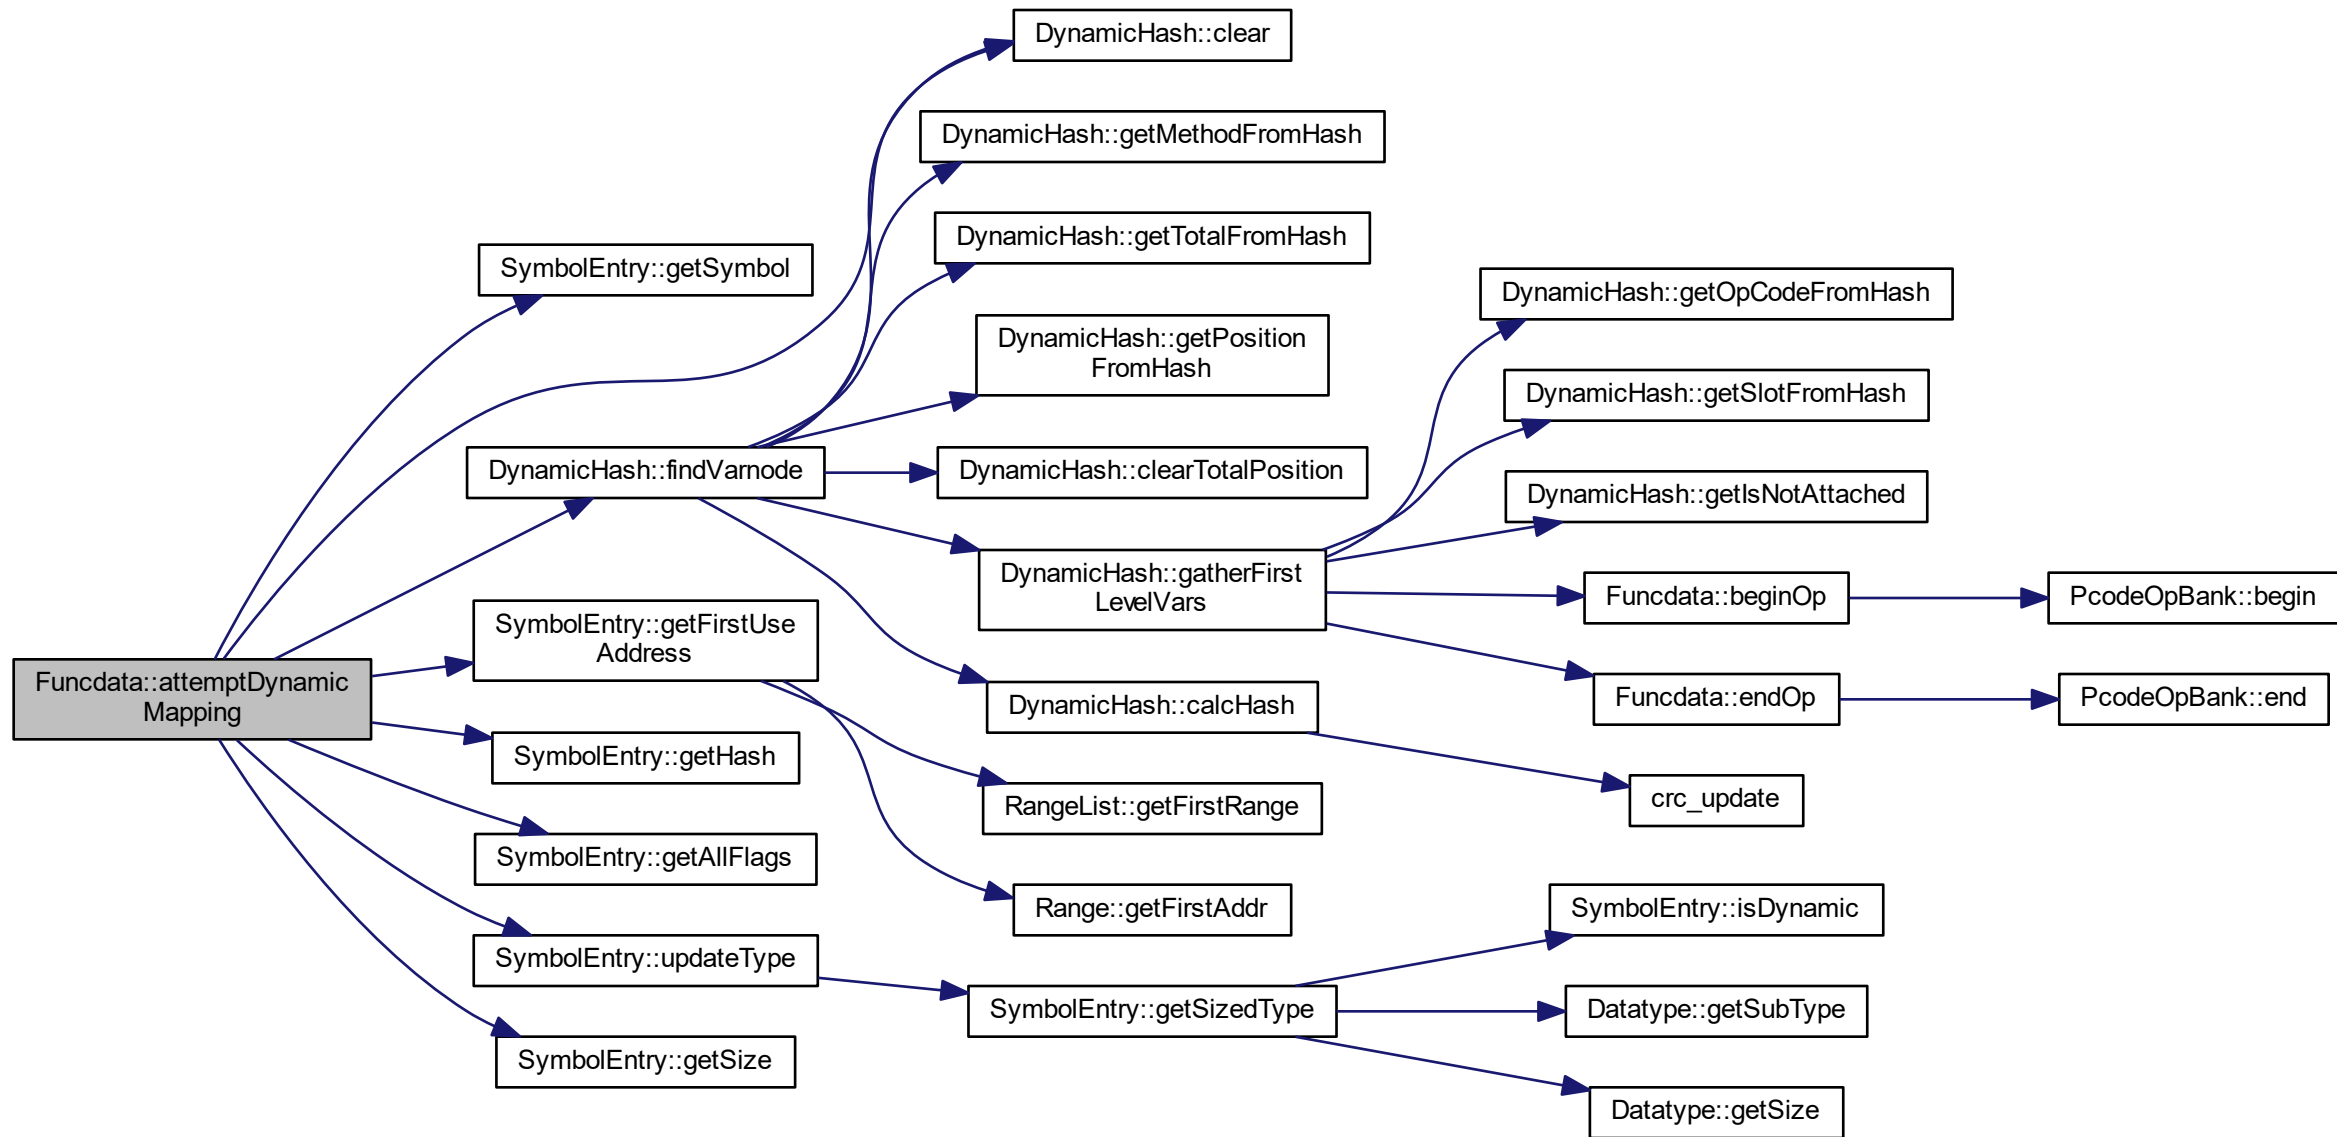 DynamicHash::clear
DynamicHash::getMethodFromHash
DynamicHash::getTotalFromHash
SymbolEntry::getSymbol
DynamicHash::getOpCodeFromHash
DynamicHash::getPosition
FromHash
DynamicHash::getSlotFromHash
DynamicHash::findVarnode
DynamicHash::clearTotalPosition
DynamicHash::getIsNotAttached
DynamicHash::gatherFirst
LevelVars
Funcdata::beginOp
PcodeOpBank::begin
SymbolEntry::getFirstUse
Address
Funcdata::attemptDynamic
Mapping
DynamicHash::calcHash
Funcdata::endOp
PcodeOpBank::end
SymbolEntry::getHash
RangeList::getFirstRange
crc_update
SymbolEntry::getAllFlags
Range::getFirstAddr
SymbolEntry::isDynamic
SymbolEntry::updateType
SymbolEntry::getSizedType
Datatype::getSubType
SymbolEntry::getSize
Datatype::getSize